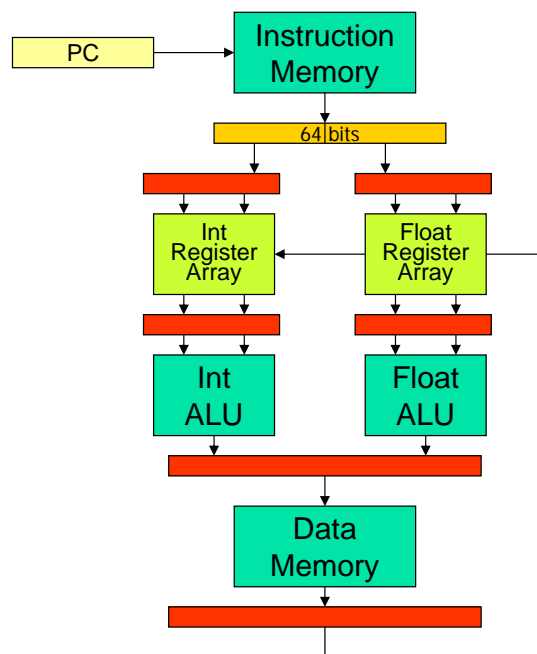 Instruction
Memory
PC
64 bits
Int
Register
Array
Float
Register
Array
Int
ALU
Float
ALU
Data
Memory